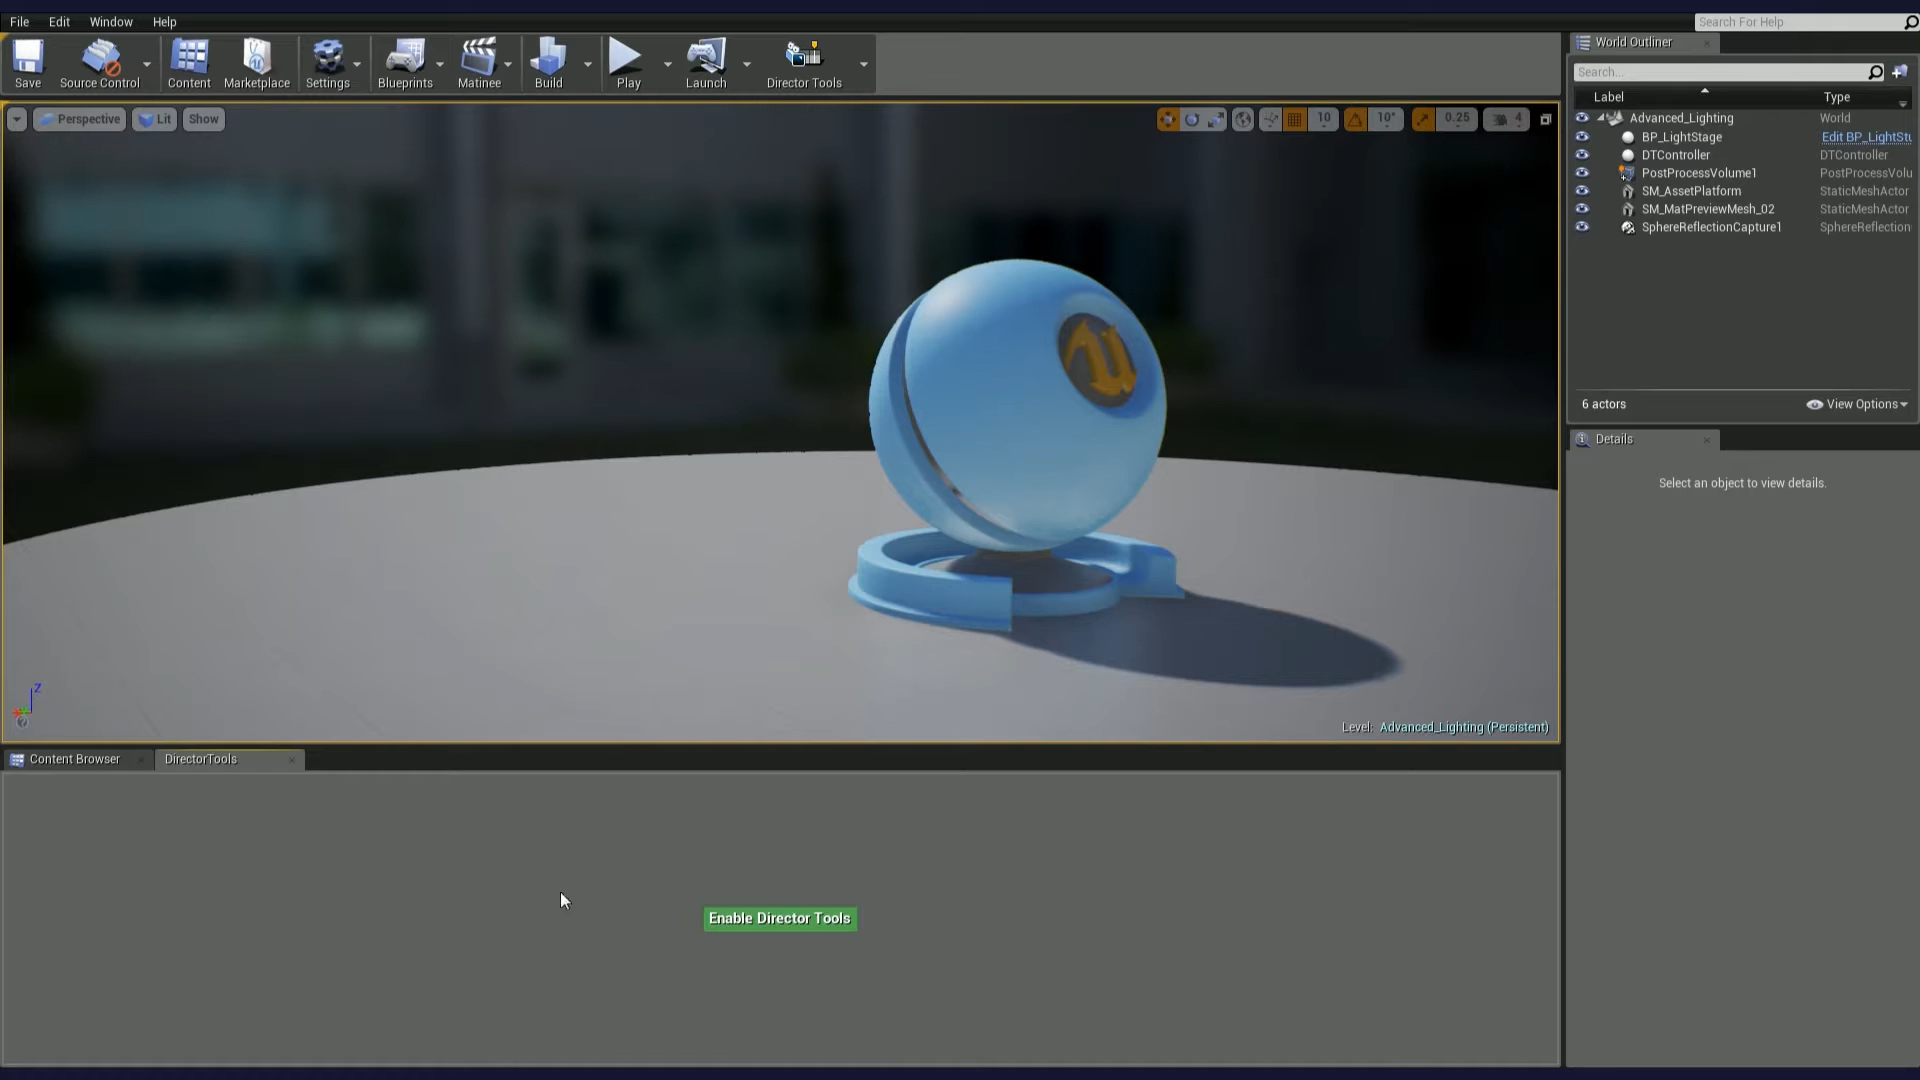 File Edit Window Help
Search For Help
Save Source Control Content Marketplace Settings Blueprints Matinee Build Play Launch Director Tools
World Outliner
Search...
Label Type
Perspective Lit Show
10 10° 0.25 4
Advanced_Lighting World
BP_LightStage Edit BP_LightStu
DTController DTController
PostProcessVolume1 PostProcessVolu
SM_AssetPlatform StaticMeshActor
SM_MatPreviewMesh_02 StaticMeshActor
SphereReflectionCapture1 SphereReflection
6 actors View Options
Details
Select an object to view details.
Z
Level: Advanced_Lighting (Persistent)
Content Browser DirectorTools
Enable Director Tools